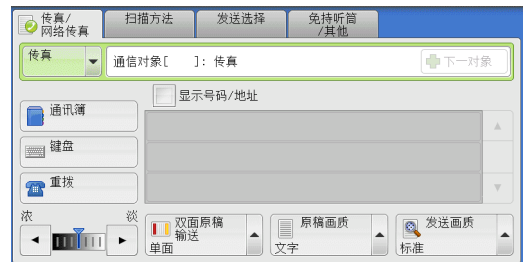 传真/
网络传真
扫描方法
发送选择
免持听筒
/其他
传真
通信对象[ ]: 传真
下一对象
显示号码/地址
通讯簿
键盘
重拨
浓 淡
双面原稿
输送
单面
原稿画质
文字
发送画质
标准